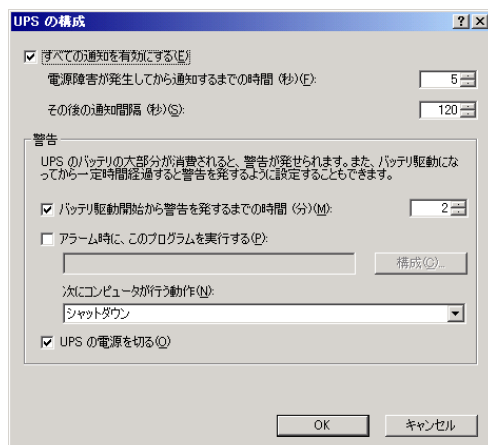 UPS の構成
すべての通知を有効にする(E)
電源障害が発生してから通知するまでの時間 (秒)(F):
5
その後の通知間隔 (秒)(S):
120
警告
UPS のバッテリの大部分が消費されると、警告が発せられます。また、バッテリ駆動にな
ってから一定時間経過すると警告を発するように設定することもできます。
バッテリ駆動開始から警告を発するまでの時間 (分)(M):
2
アラーム時に、このプログラムを実行する(P):
構成(C)...
次にコンピュータが行う動作(N):
シャットダウン
UPS の電源を切る(O)
OK
キャンセル